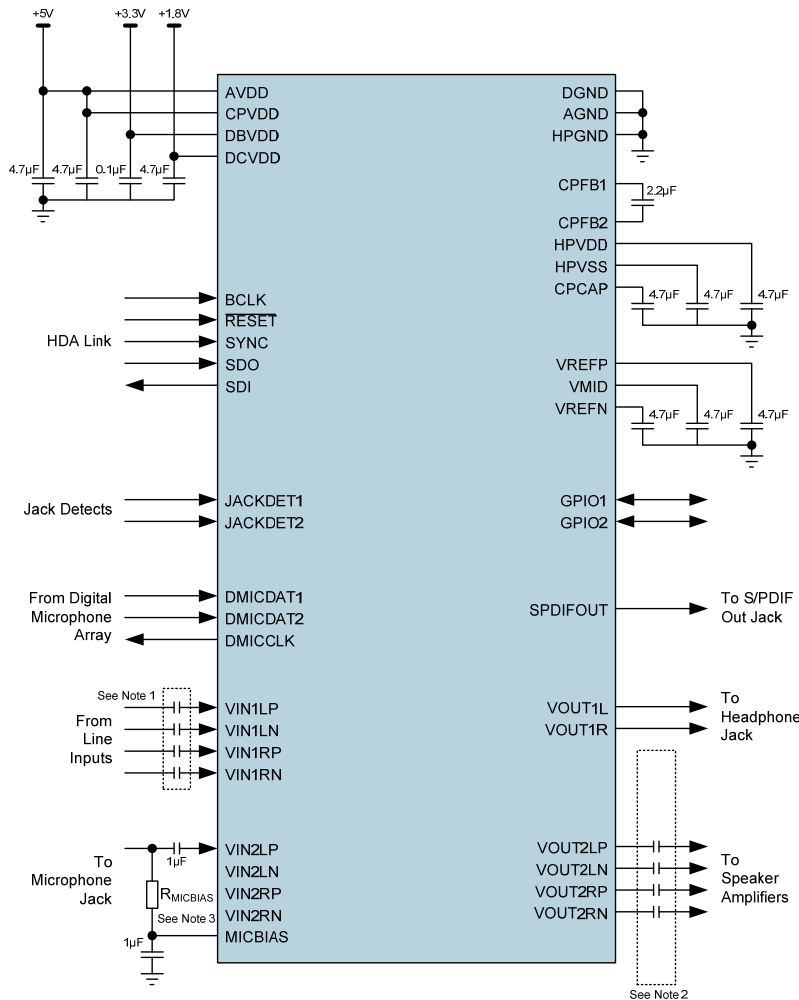 +5V
+3.3V
+1.8V
AVDD
CPVDD
DBVDD
DCVDD
4.7µF
4.7µF
0.1µF
4.7µF
DGND
AGND
HPGND
CPFB1
2.2µF
CPFB2
HPVDD
HPVSS
CPCAP
4.7µF
4.7µF
4.7µF
HDA Link
BCLK
RESET
SYNC
SDO
SDI
VREFP
VMID
VREFN
4.7µF
4.7µF
4.7µF
Jack Detects
JACKDET1
JACKDET2
GPIO1
GPIO2
From Digital
Microphone
Array
DMICDAT1
DMICDAT2
DMICCLK
SPDIFOUT
To S/PDIF
Out Jack
See Note 1
From
Line
Inputs
VIN1LP
VIN1LN
VIN1RP
VIN1RN
VOUT1L
VOUT1R
To
Headphone
Jack
To
Microphone
Jack
1µF
RMICBIAS
See Note 3
1µF
VIN2LP
VIN2LN
VIN2RP
VIN2RN
MICBIAS
VOUT2LP
VOUT2LN
VOUT2RP
VOUT2RN
To
Speaker
Amplifiers
See Note 2